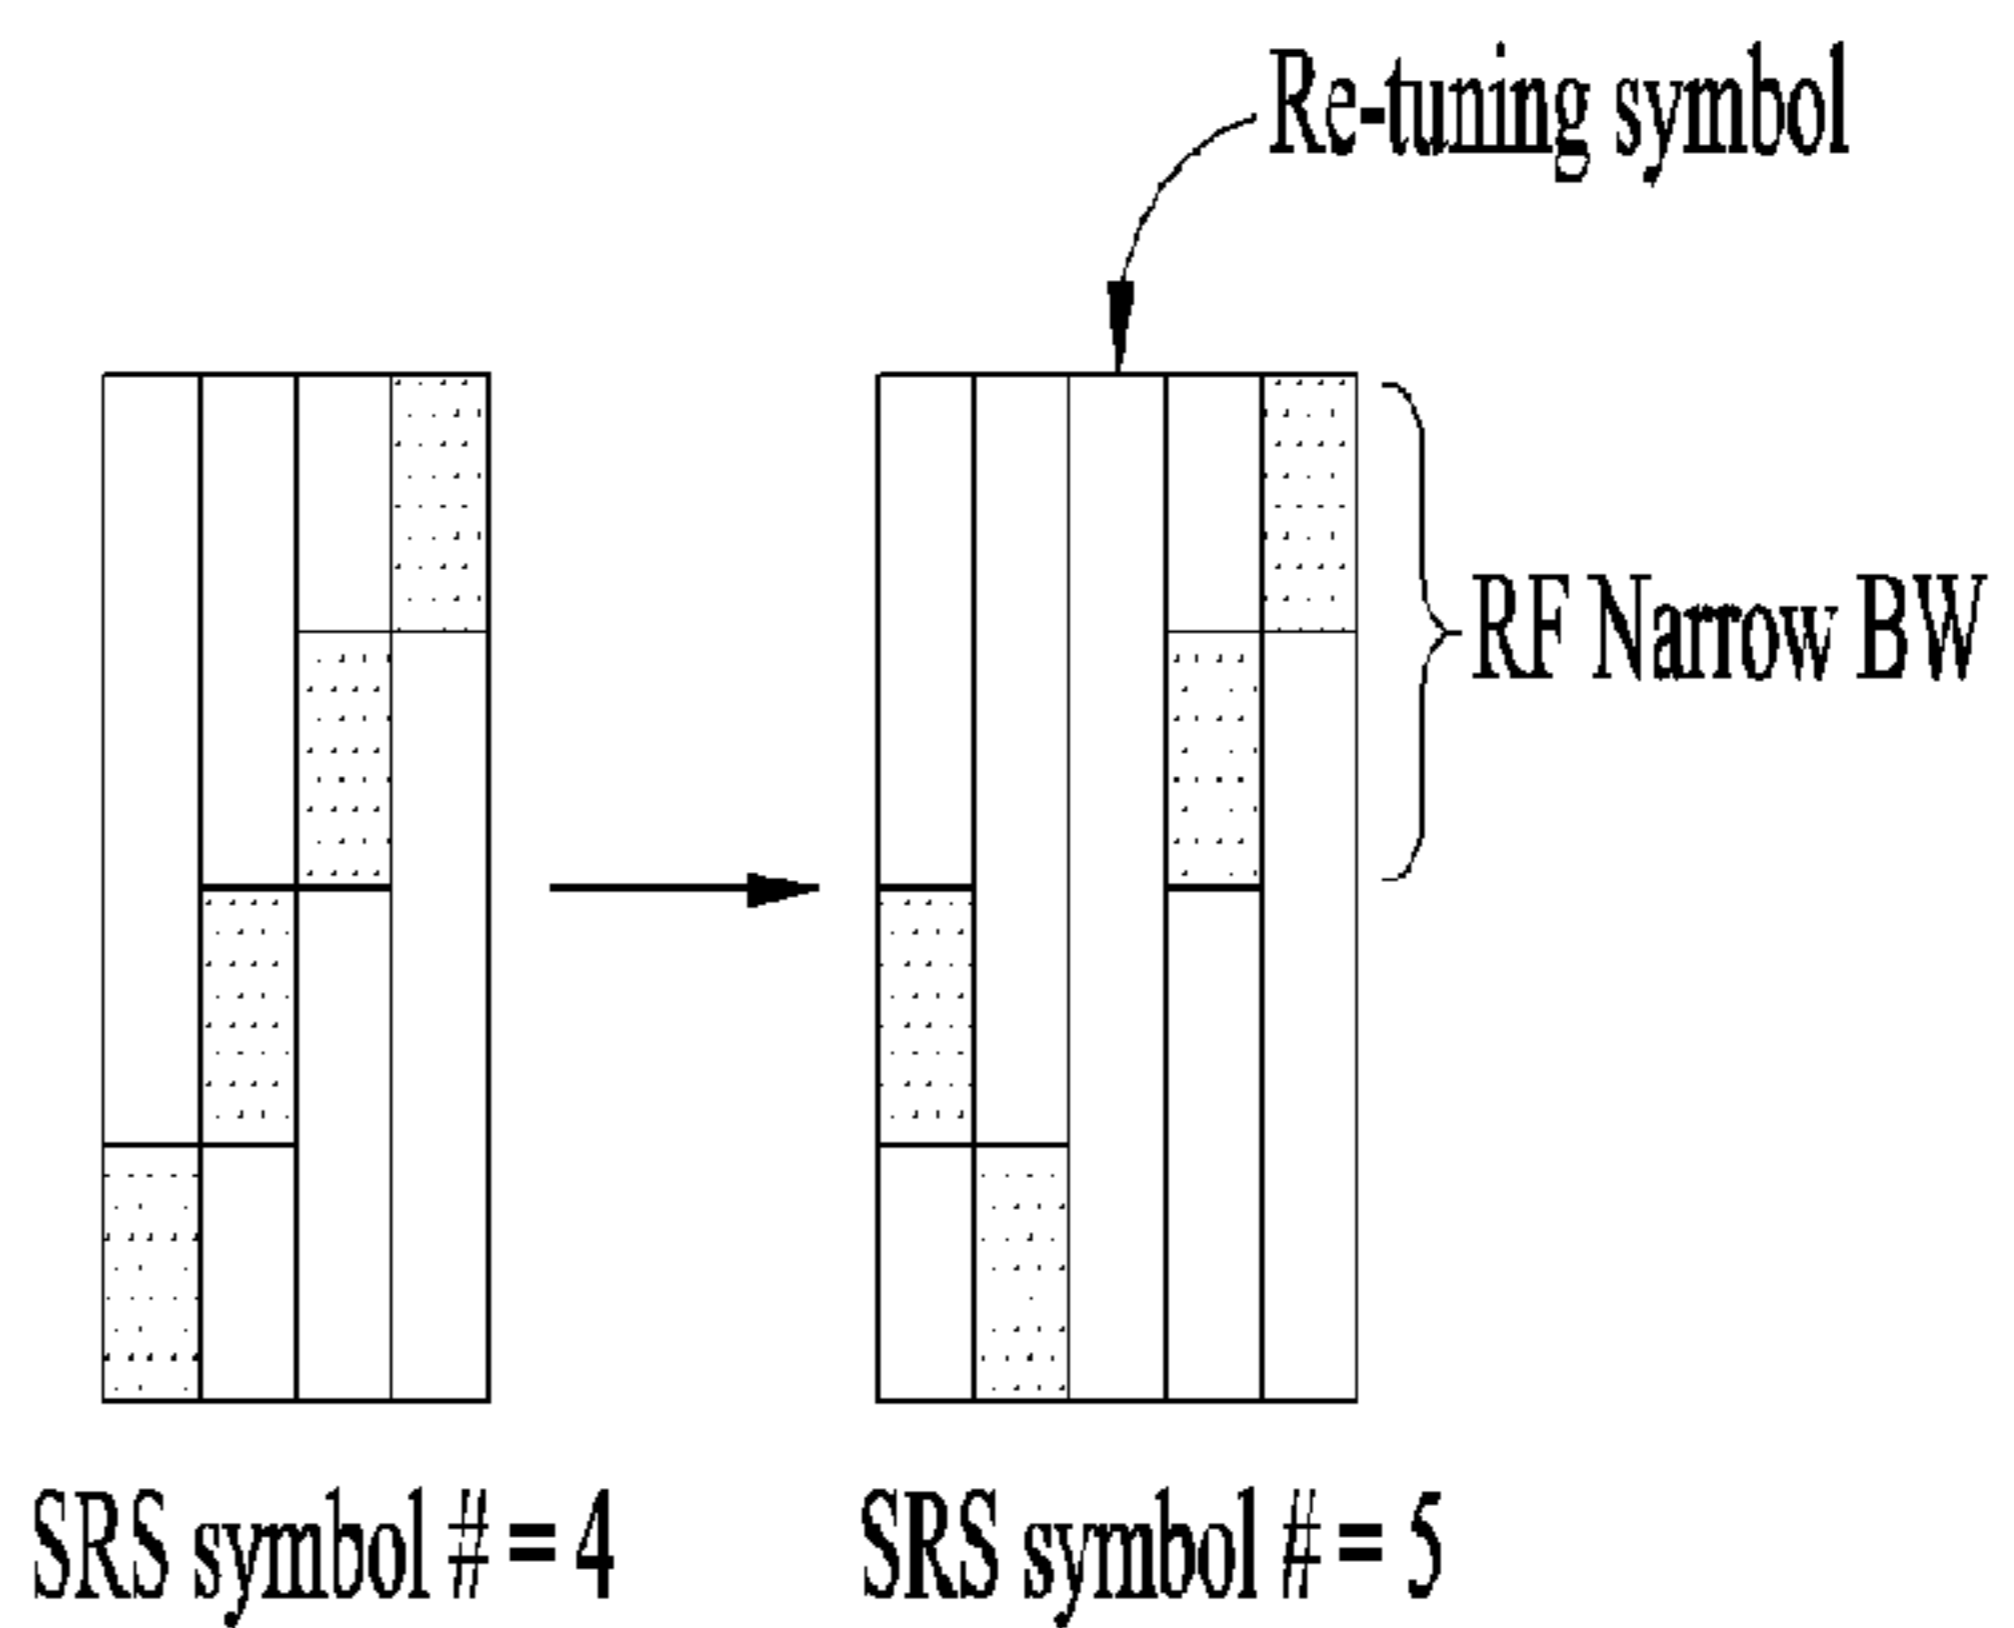 Re-tuning symbol
RF Narrow BW
SRS symbol # = 4
SRS symbol # = 5